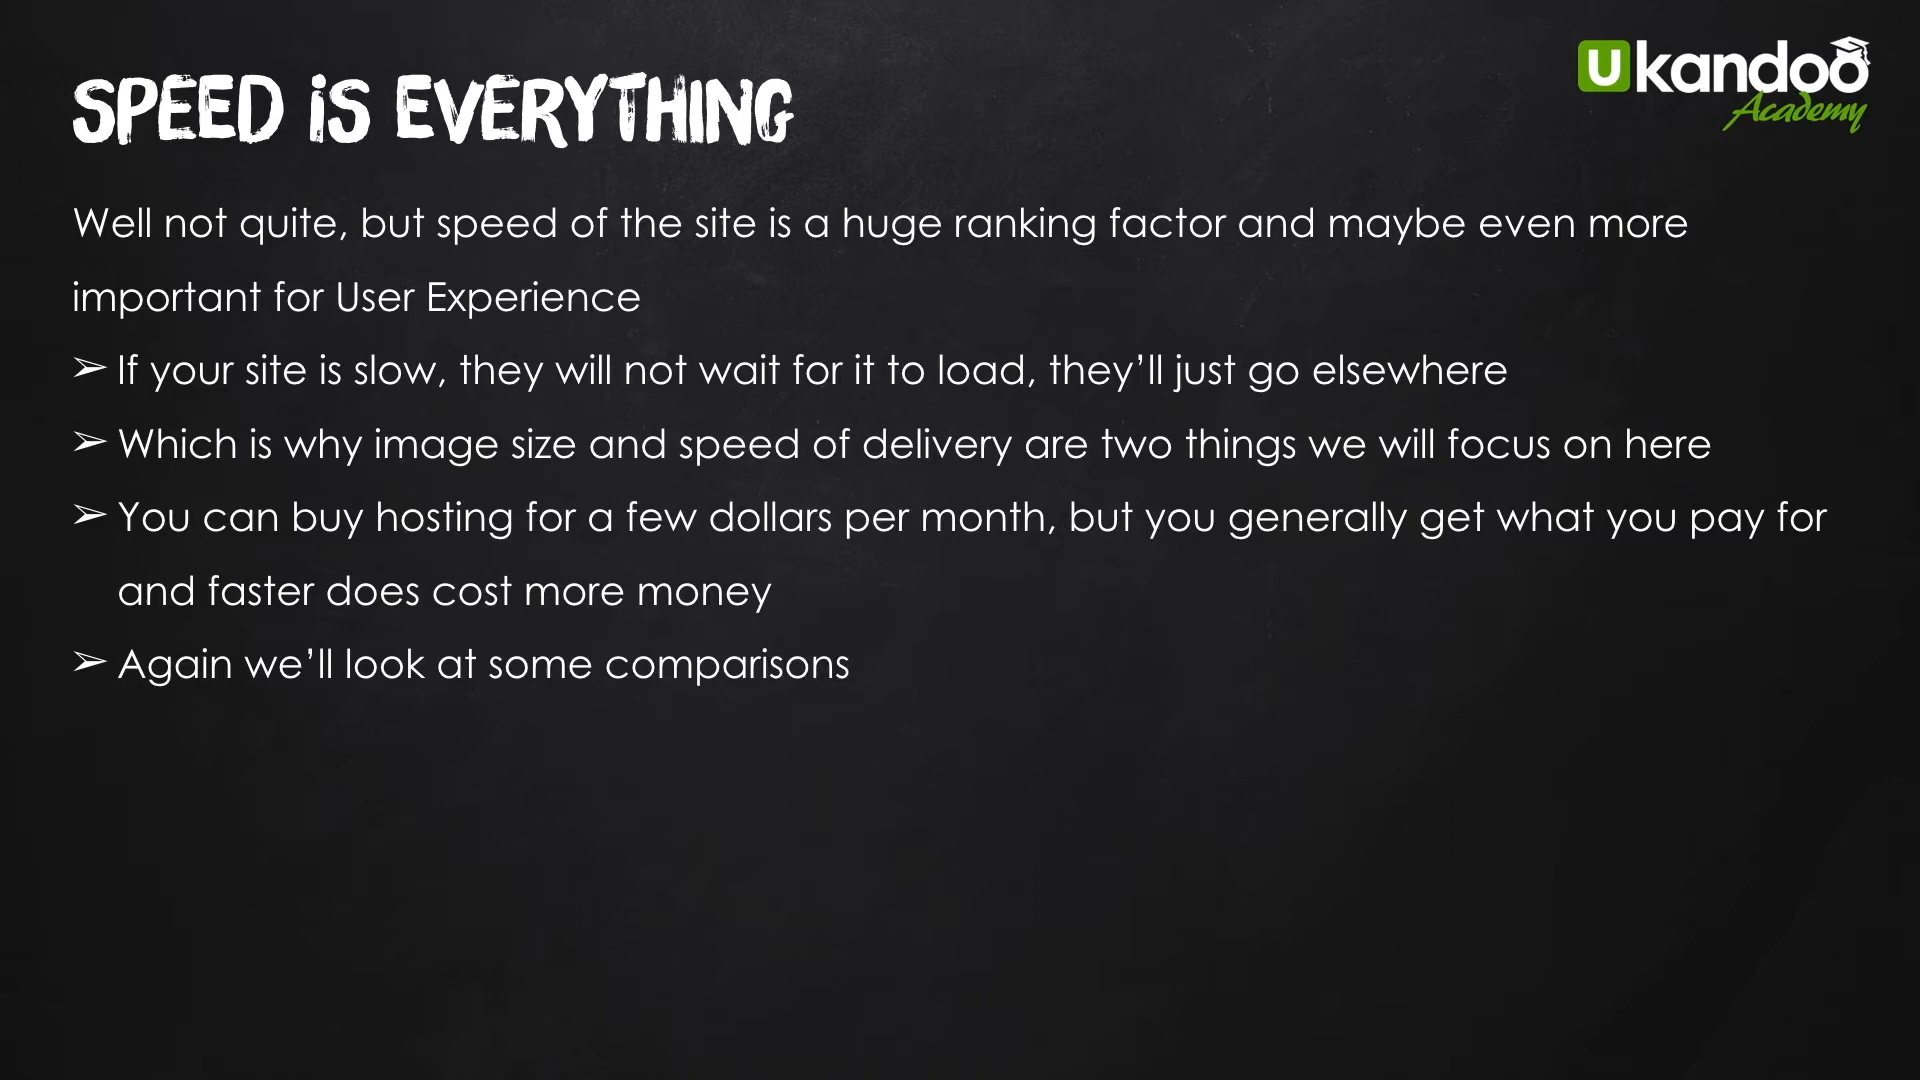 SPEED iS EVERYTHING
Ukandoo
Academy
Well not quite, but speed of the site is a huge ranking factor and maybe even more
important for User Experience
➢ If your site is slow, they will not wait for it to load, they’ll just go elsewhere
➢ Which is why image size and speed of delivery are two things we will focus on here
➢ You can buy hosting for a few dollars per month, but you generally get what you pay for
and faster does cost more money
➢ Again we’ll look at some comparisons